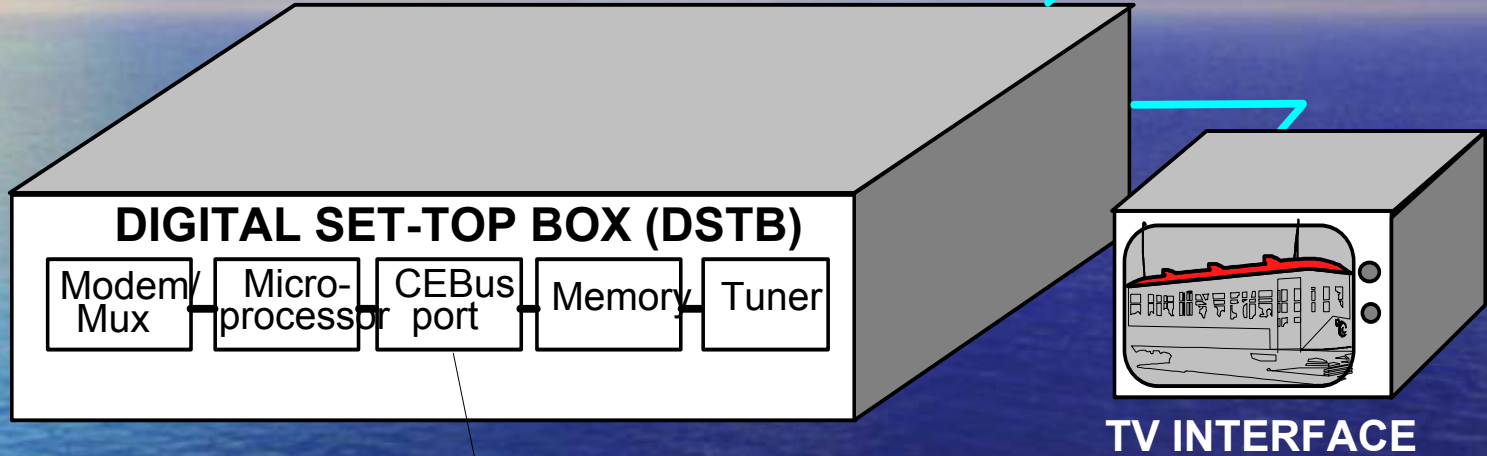 DIGITAL SET-TOP BOX (DSTB)
Modem/
Mux
Micro-
processor
CEBus
port
Memory
Tuner
TV INTERFACE